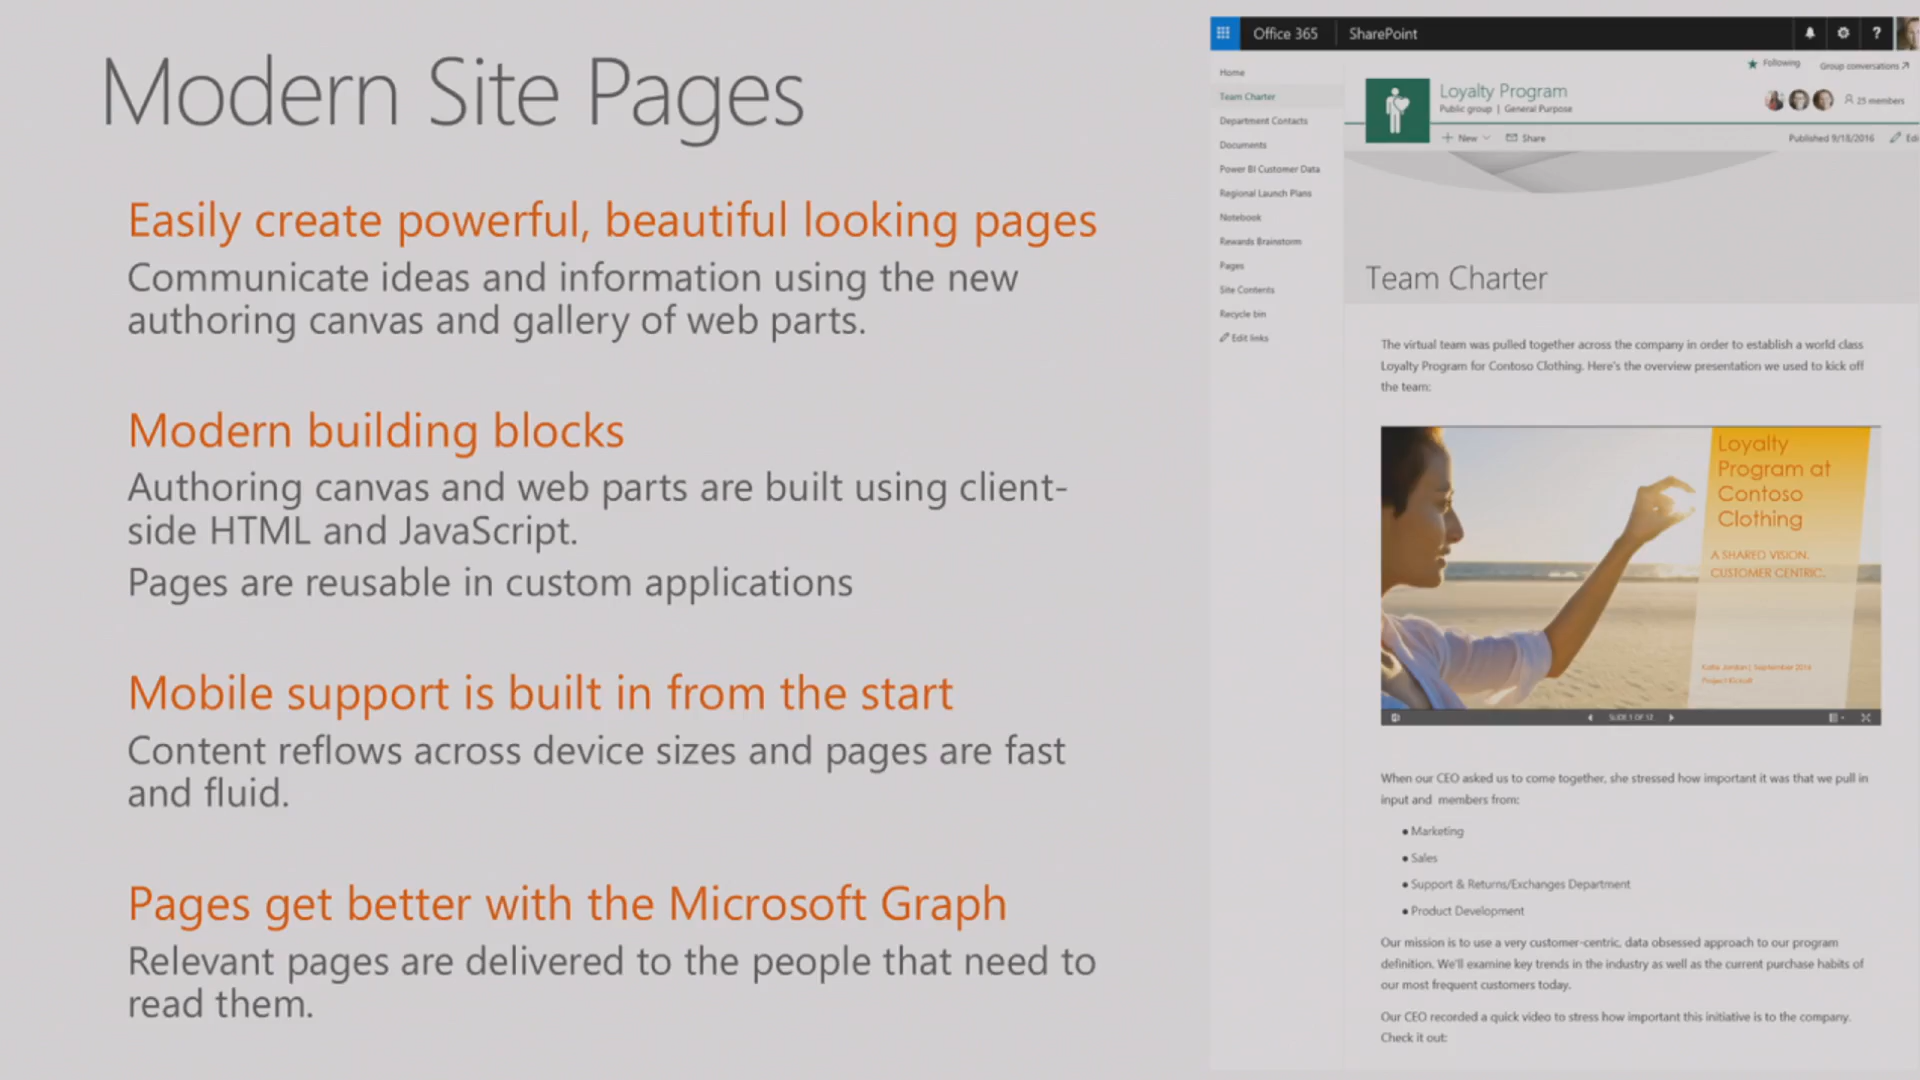 Modern Site Pages
Easily create powerful, beautiful looking pages
Communicate ideas and information using the new
authoring canvas and gallery of web parts.
Modern building blocks
Authoring canvas and web parts are built using client-
side HTML and JavaScript.
Pages are reusable in custom applications
Mobile support is built in from the start
Content reflows across device sizes and pages are fast
and fluid.
Pages get better with the Microsoft Graph
Relevant pages are delivered to the people that need to
read them.
Office 365 SharePoint ?
Home
Team Charter
Department Contacts
Documents
Power BI Customer Data
Regional Launch Plans
Notebook
Rewards Brainstorm
Pages
Site Contents
Recycle bin
Edit links
Following Group conversations
Loyalty Program
Public group | General Purpose
25 members
+ New Share
Published 9/18/2016 Edi
Team Charter
The virtual team was pulled together across the company in order to establish a world class
Loyalty Program for Contoso Clothing. Here's the overview presentation we used to kick off
the team:
Loyalty
Program at
Contoso
Clothing
A SHARED VISION.
CUSTOMER CENTRIC.
Katie Jordan | September 2016
Project Kickoff
SLIDE 1 OF 12
When our CEO asked us to come together, she stressed how important it was that we pull in
input and members from:
• Marketing
• Sales
• Support & Returns/Exchanges Department
• Product Development
Our mission is to use a very customer-centric, data obsessed approach to our program
definition. We'll examine key trends in the industry as well as the current purchase habits of
our most frequent customers today.
Our CEO recorded a quick video to stress how important this initiative is to the company.
Check it out: